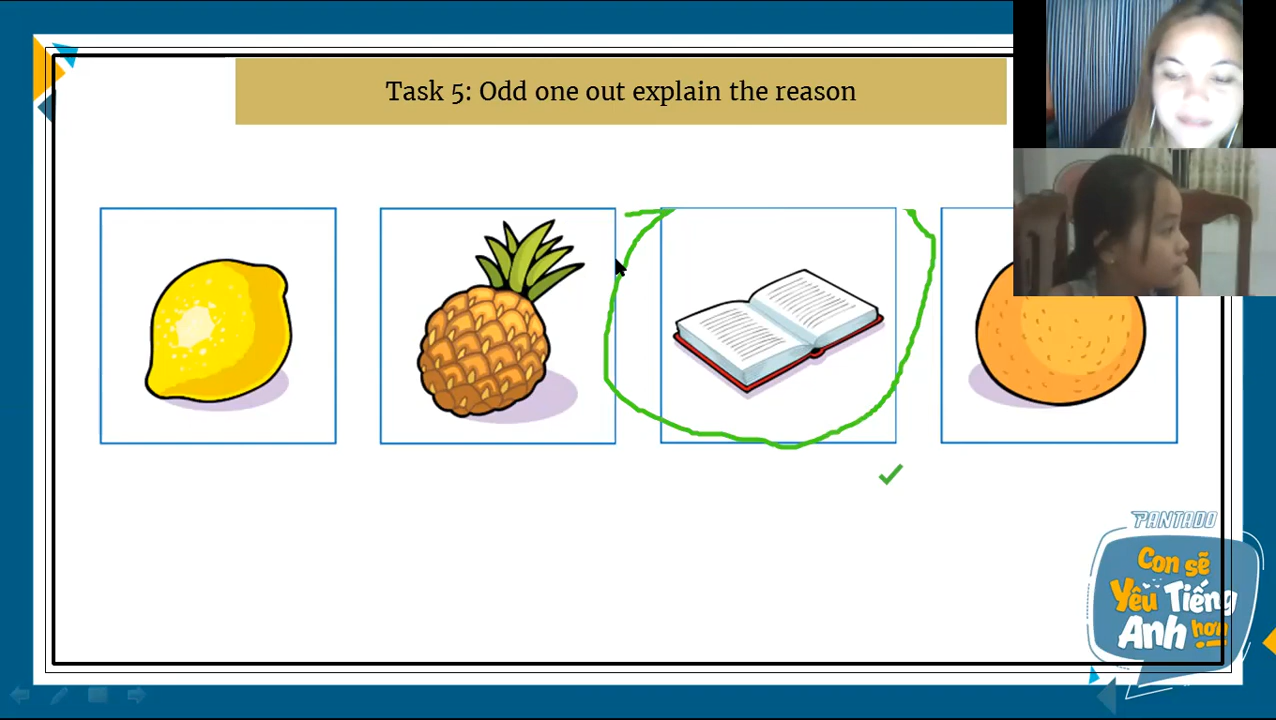 Task 5: Odd one out explain the reason
PANTADO
Con sẽ
Yêu Tiếng
Anh hơn